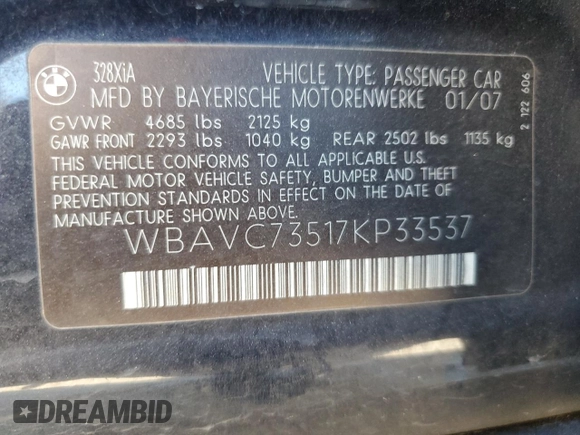 BMW
328XiA
VEHICLE TYPE: PASSENGER CAR
MFD BY BAYERISCHE MOTORENWERKE 01/07
GVWR 4685 lbs 2125 kg
GAWR FRONT 2293 lbs 1040 kg REAR 2502 lbs 1135 kg
THIS VEHICLE CONFORMS TO ALL APPLICABLE U.S.
FEDERAL MOTOR VEHICLE SAFETY, BUMPER AND THEFT
PREVENTION STANDARDS IN EFFECT ON THE DATE OF
MANUFACTURE SHOWN ABOVE.
WBAVC73517KP33537
2 122 606
DREAMBID